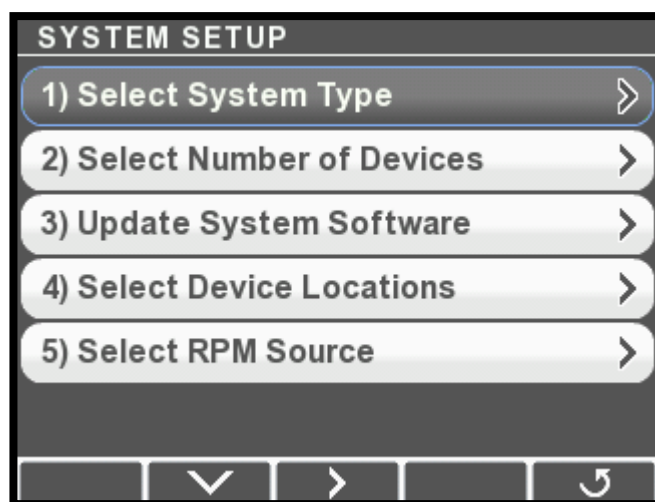 SYSTEM SETUP
1) Select System Type
2) Select Number of Devices
3) Update System Software
4) Select Device Locations
5) Select RPM Source